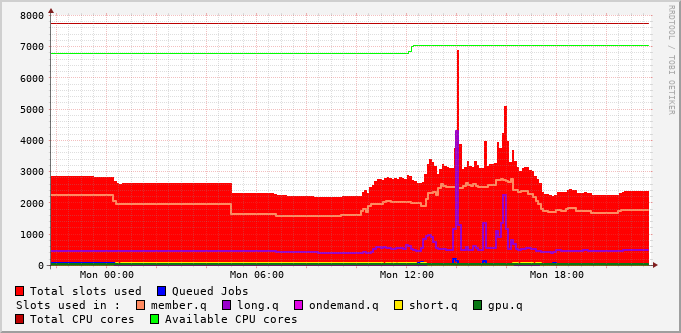 8000
7000
6000
5000
4000
3000
2000
1000
0
Mon 00:00 Mon 06:00 Mon 12:00 Mon 18:00
Total slots used Queued Jobs
Slots used in : member.q long.q ondemand.q short.q gpu.q
Total CPU cores Available CPU cores
RRDTOOL / TOBI OETIKER